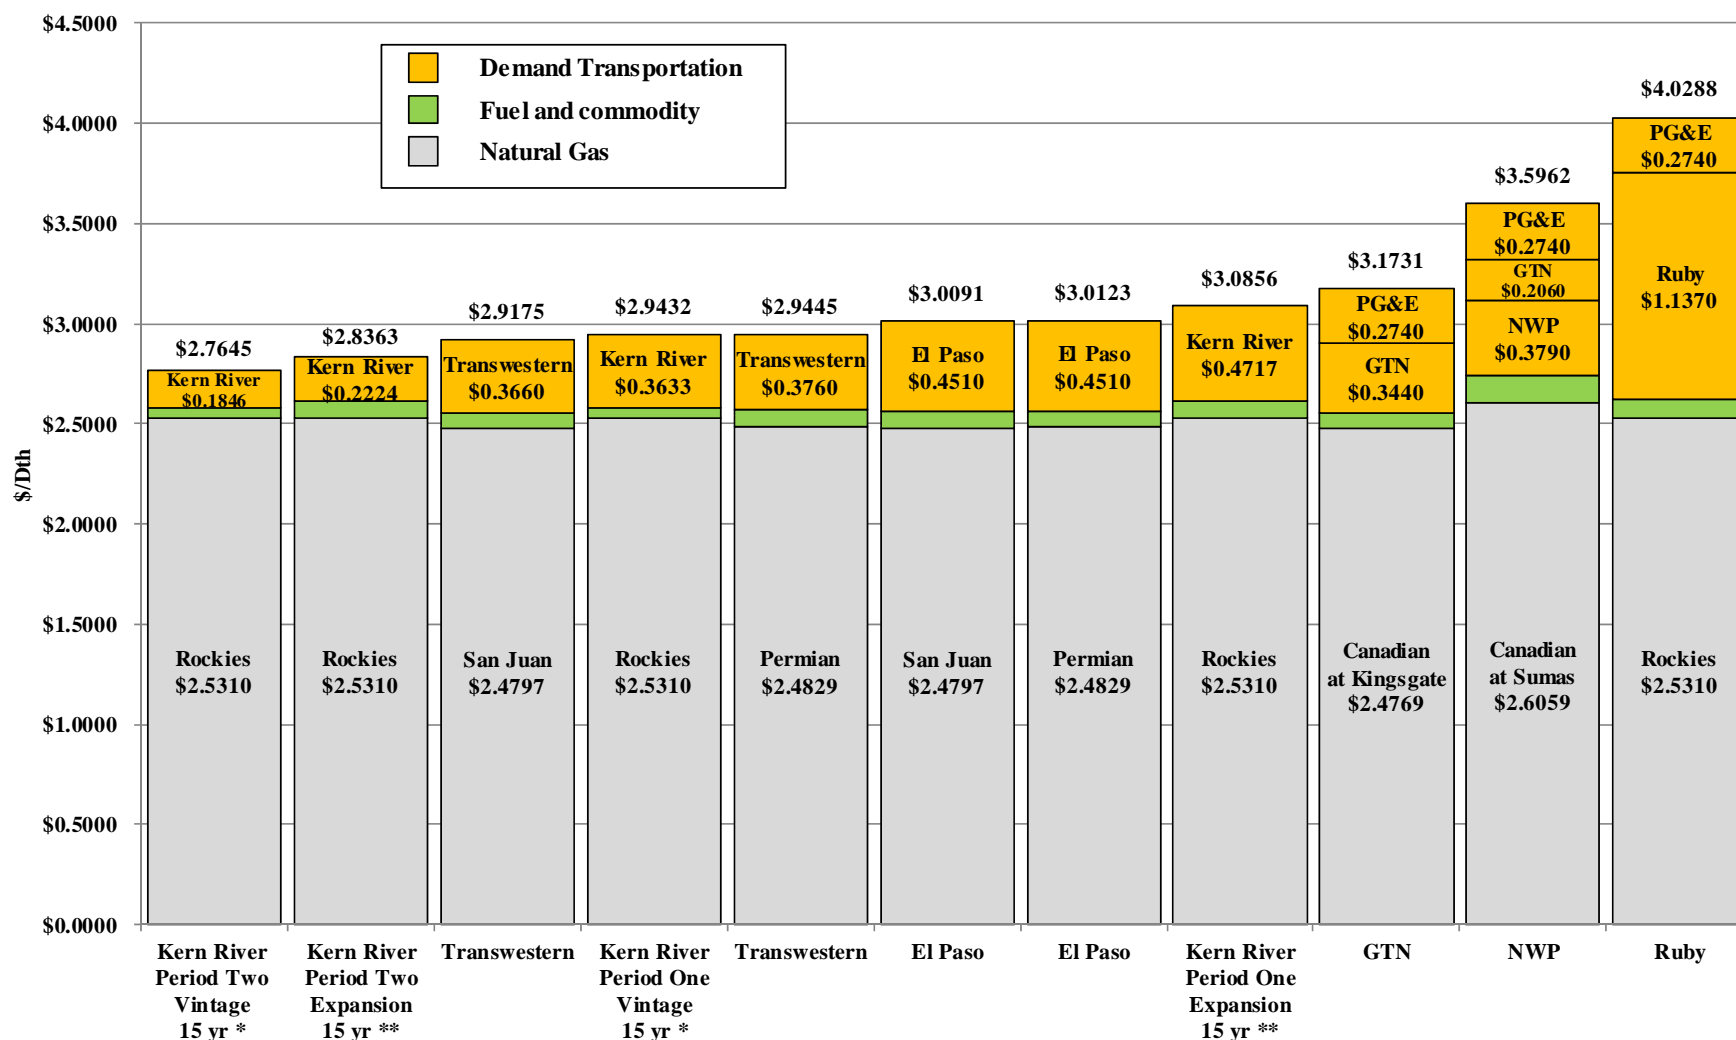 $4.5000
$4.0000
$3.5000
$3.0000
$2.5000
$2.0000
$1.5000
$1.0000
$0.5000
$0.0000
$/Dth
Demand Transportation
Fuel and commodity
Natural Gas
$2.7645
Kern River
$0.1846
Rockies
$2.5310
Kern River
Period Two
Vintage
15 yr *
$2.8363
Kern River
$0.2224
Rockies
$2.5310
Kern River
Period Two
Expansion
15 yr **
$2.9175
Transwestern
$0.3660
San Juan
$2.4797
Transwestern
$2.9432
Kern River
$0.3633
Rockies
$2.5310
Kern River
Period One
Vintage
15 yr *
$2.9445
Transwestern
$0.3760
Permian
$2.4829
Transwestern
$3.0091
El Paso
$0.4510
San Juan
$2.4797
El Paso
$3.0123
El Paso
$0.4510
Permian
$2.4829
El Paso
$3.0856
Kern River
$0.4717
Rockies
$2.5310
Kern River
Period One
Expansion
15 yr **
$3.1731
PG&E
$0.2740
GTN
$0.3440
Canadian
at Kingsgate
$2.4769
GTN
$3.5962
PG&E
$0.2740
GTN
$0.2060
NWP
$0.3790
Canadian
at Sumas
$2.6059
NWP
$4.0288
PG&E
$0.2740
Ruby
$1.1370
Rockies
$2.5310
Ruby